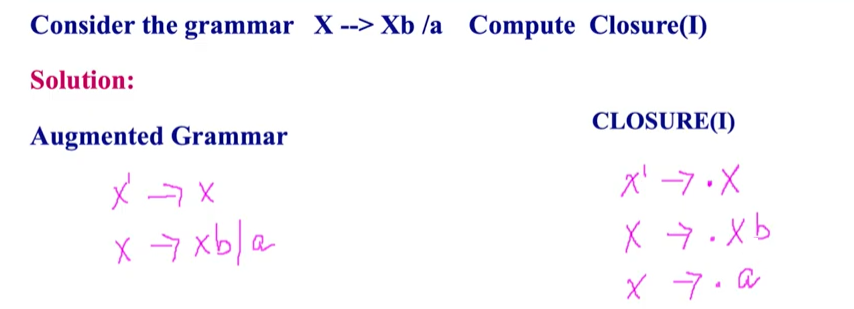 Consider the grammar X --> Xb /a Compute Closure(I)
Solution:
Augmented Grammar
X' → X
X → Xb|a
CLOSURE(I)
X' → .X
X → .Xb
X → .a